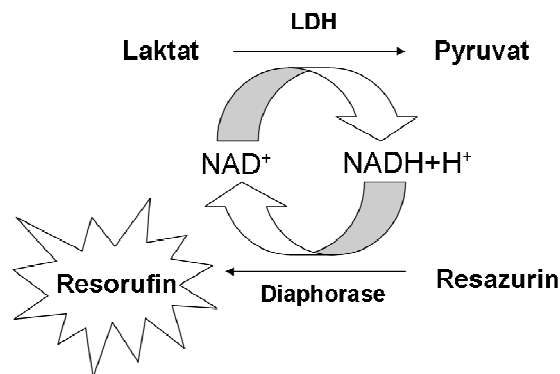 LDH
Laktat
Pyruvat
NAD⁺
NADH+H⁺
Resorufin
Resazurin
Diaphorase